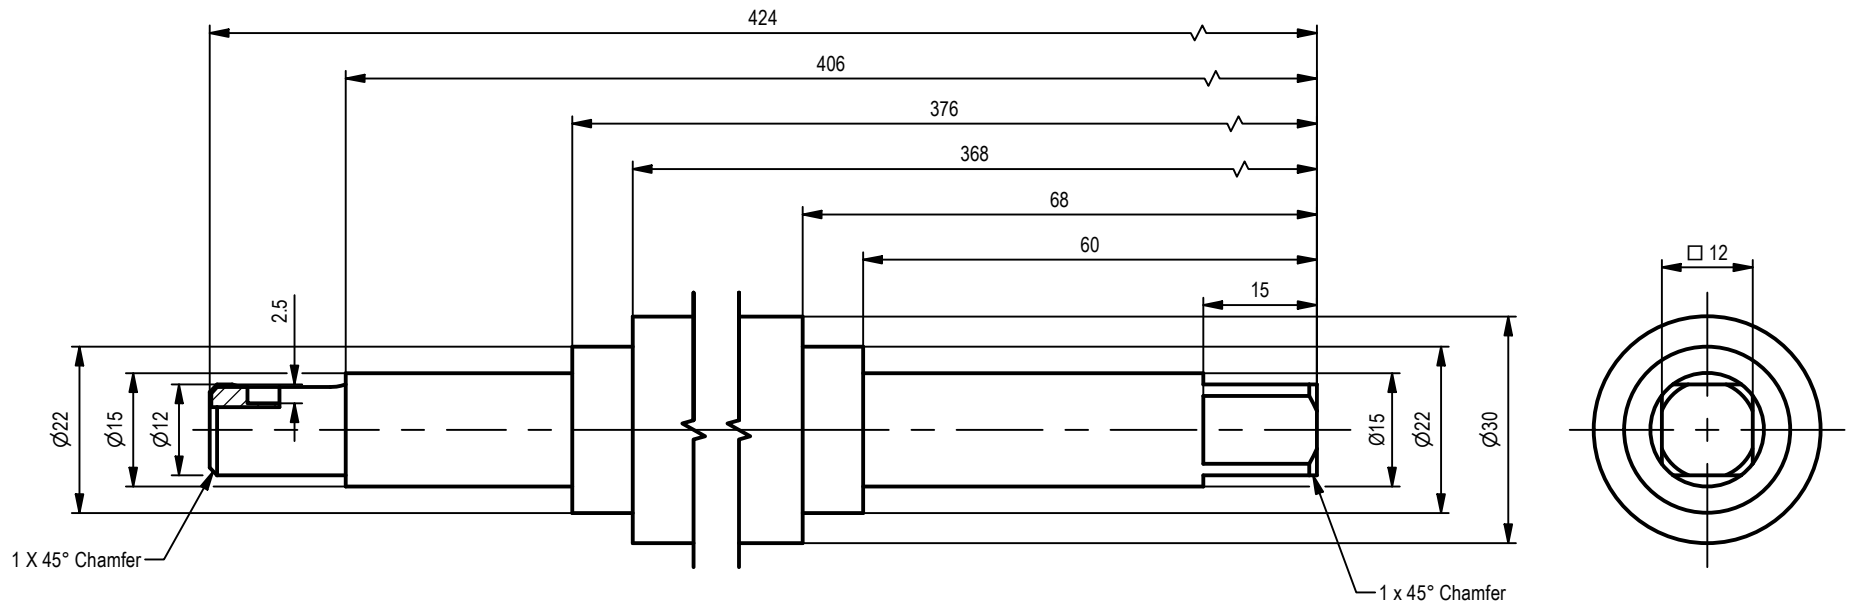 424
406
376
368
68
60
□ 12
15
2.5
Ø22
Ø15
Ø12
Ø15
Ø22
Ø30
1 X 45° Chamfer
1 x 45° Chamfer